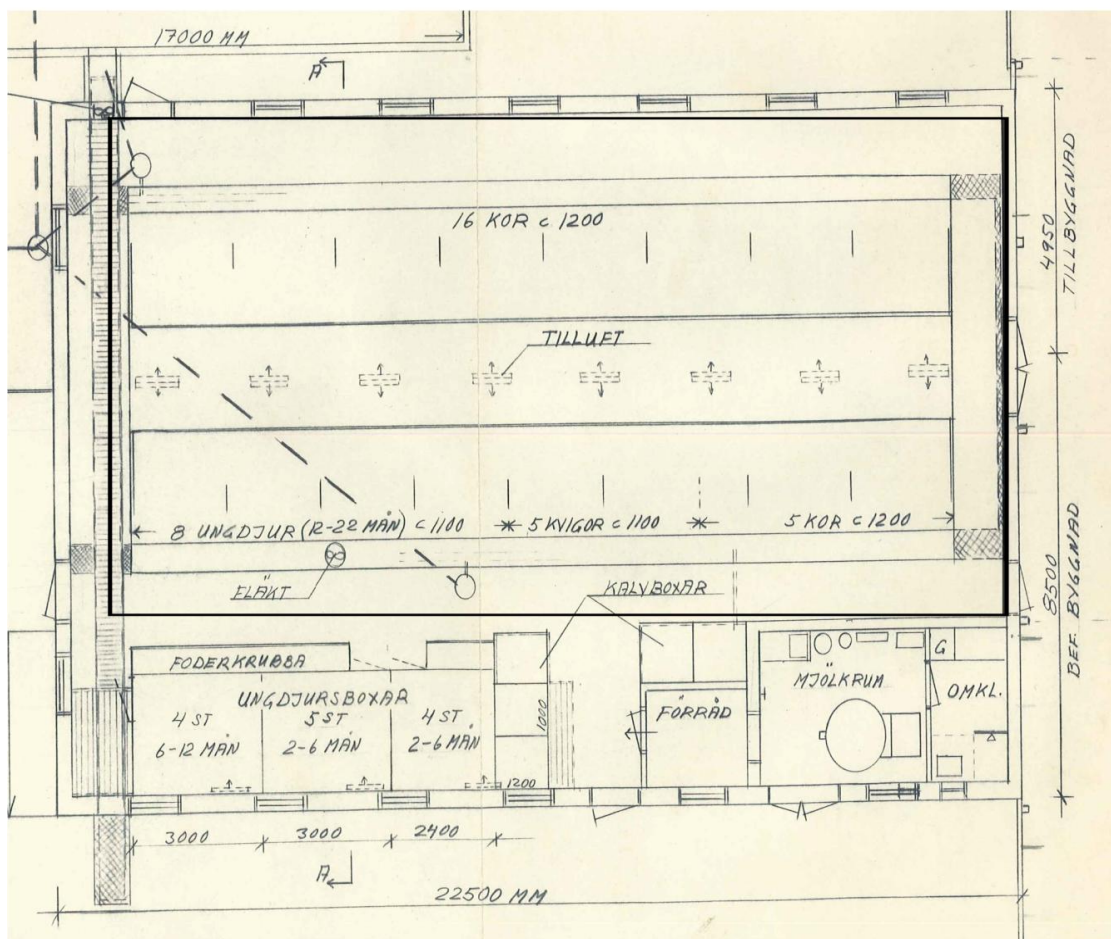 17000 MM
A
16 KOR c 1200
TILLUFT
4950
TILLBYGGNAD
8 UNGDJUR (12-22 MÅN) c 1100
5 KVIGOR c 1100
5 KOR c 1200
FLÄKT
KALVBOXAR
8500
BEF. BYGGNAD
FODERKRUBBA
UNGDJURSBOXAR
4 ST
6-12 MÅN
5 ST
2-6 MÅN
4 ST
2-6 MÅN
1000
1200
FÖRRÅD
MJÖLKRUM
G
OMKL.
3000
3000
2400
A
22500 MM